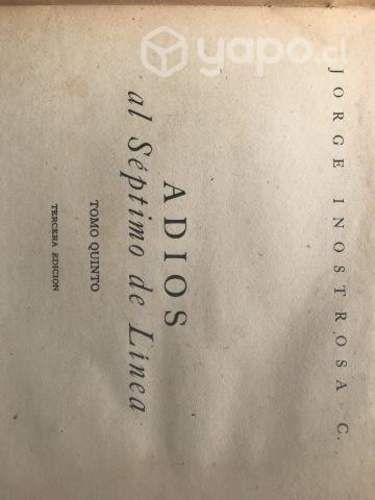 yapo.cl
JORGE INOSTROSA C.
ADIOS
al Séptimo de Línea
TOMO QUINTO
TERCERA EDICION